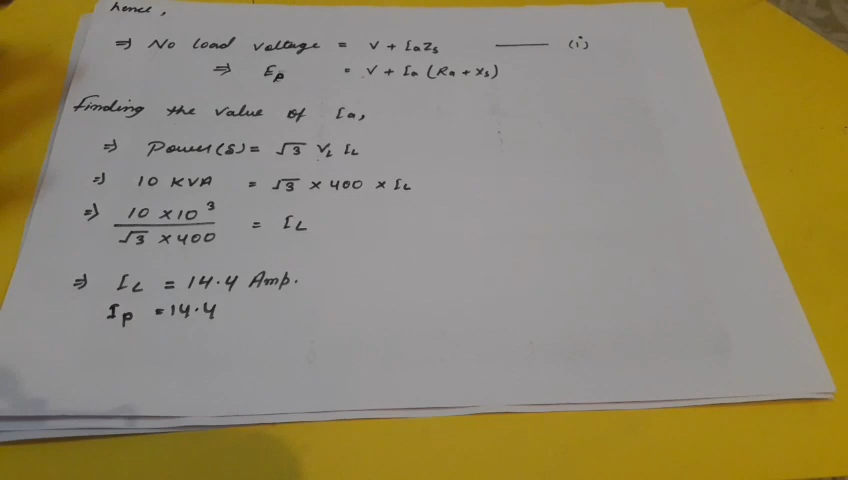 hence,
⇒ No load voltage = V + IaZs ——— (i)
⇒ Ep = V + Ia (Ra + Xs)
finding the value of Ia,
⇒ Power(S) = √3 VL IL
⇒ 10 KVA = √3 × 400 × IL
⇒ 10 × 10³ / √3 × 400 = IL
⇒ IL = 14.4 Amp.
Ip = 14.4